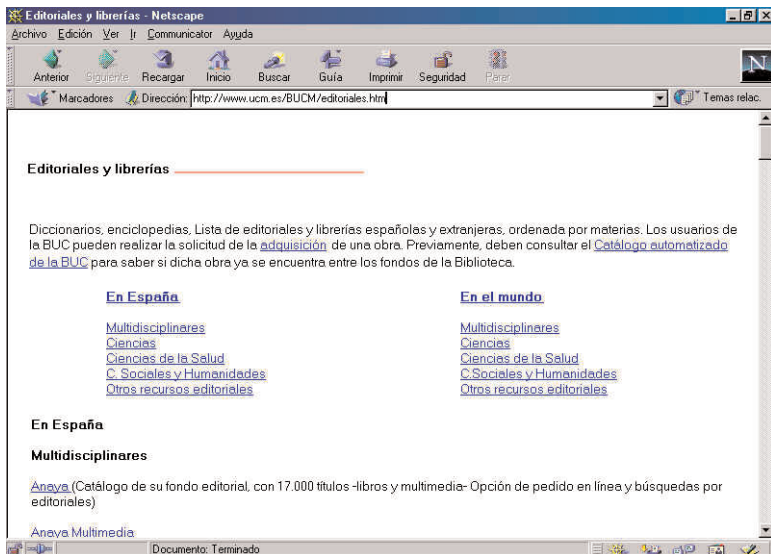 Editoriales y librerías - Netscape
Archivo Edición Ver Ir Communicator Ayuda
Anterior Siguiente Recargar Inicio Buscar Guía Imprimir Seguridad Parar
N
Marcadores Dirección: http://www.ucm.es/BUCM/editoriales.htm Temas relac.
Editoriales y librerías
Diccionarios, enciclopedias, Lista de editoriales y librerías españolas y extranjeras, ordenada por materias. Los usuarios de
la BUC pueden realizar la solicitud de la adquisición de una obra. Previamente, deben consultar el Catálogo automatizado
de la BUC para saber si dicha obra ya se encuentra entre los fondos de la Biblioteca.
En España
Multidisciplinares
Ciencias
Ciencias de la Salud
C. Sociales y Humanidades
Otros recursos editoriales
En el mundo
Multidisciplinares
Ciencias
Ciencias de la Salud
C.Sociales y Humanidades
Otros recursos editoriales
En España
Multidisciplinares
Anaya (Catálogo de su fondo editorial, con 17.000 títulos -libros y multimedia- Opción de pedido en línea y búsquedas por
editoriales)
Anaya Multimedia
Documento: Terminado